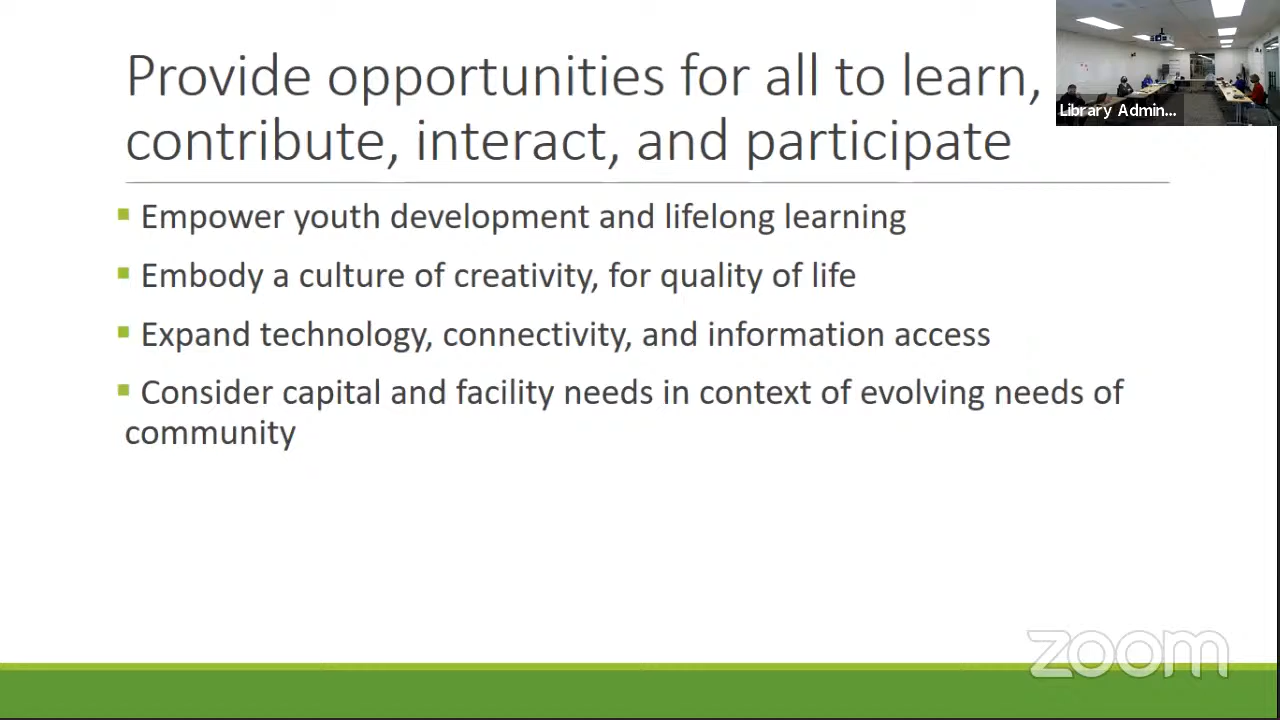 Provide opportunities for all to learn,
contribute, interact, and participate
Library Admin...
Empower youth development and lifelong learning
Embody a culture of creativity, for quality of life
Expand technology, connectivity, and information access
Consider capital and facility needs in context of evolving needs of
community
zoom